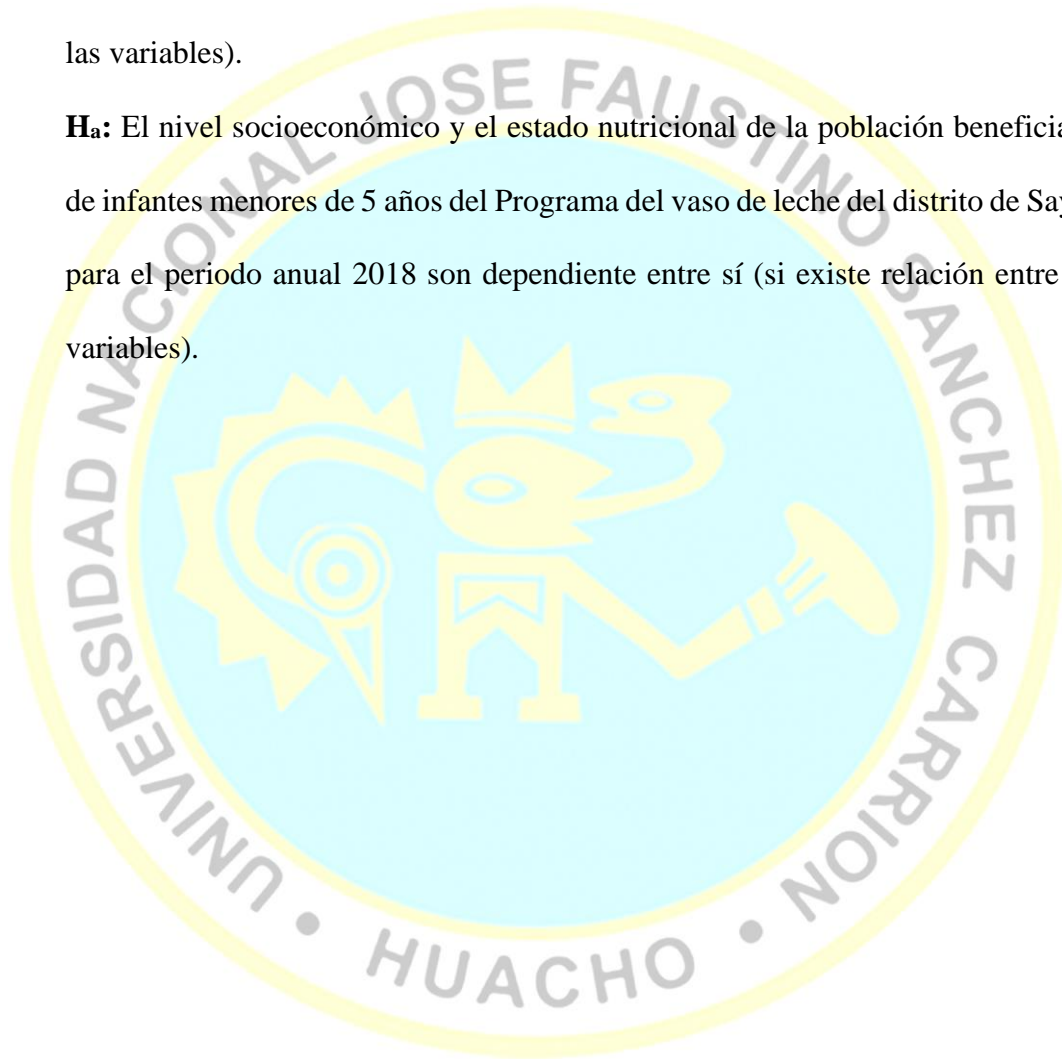 las variables).
Ha: El nivel socioeconómico y el estado nutricional de la población
de infantes menores de 5 años del Programa del vaso de leche del distrito de
para el periodo anual 2018 son dependiente entre sí (si existe relación entre
variables).
UNIVERSIDAD NACIONAL JOSE FAUSTINO SANCHEZ CARRION • HUACHO •